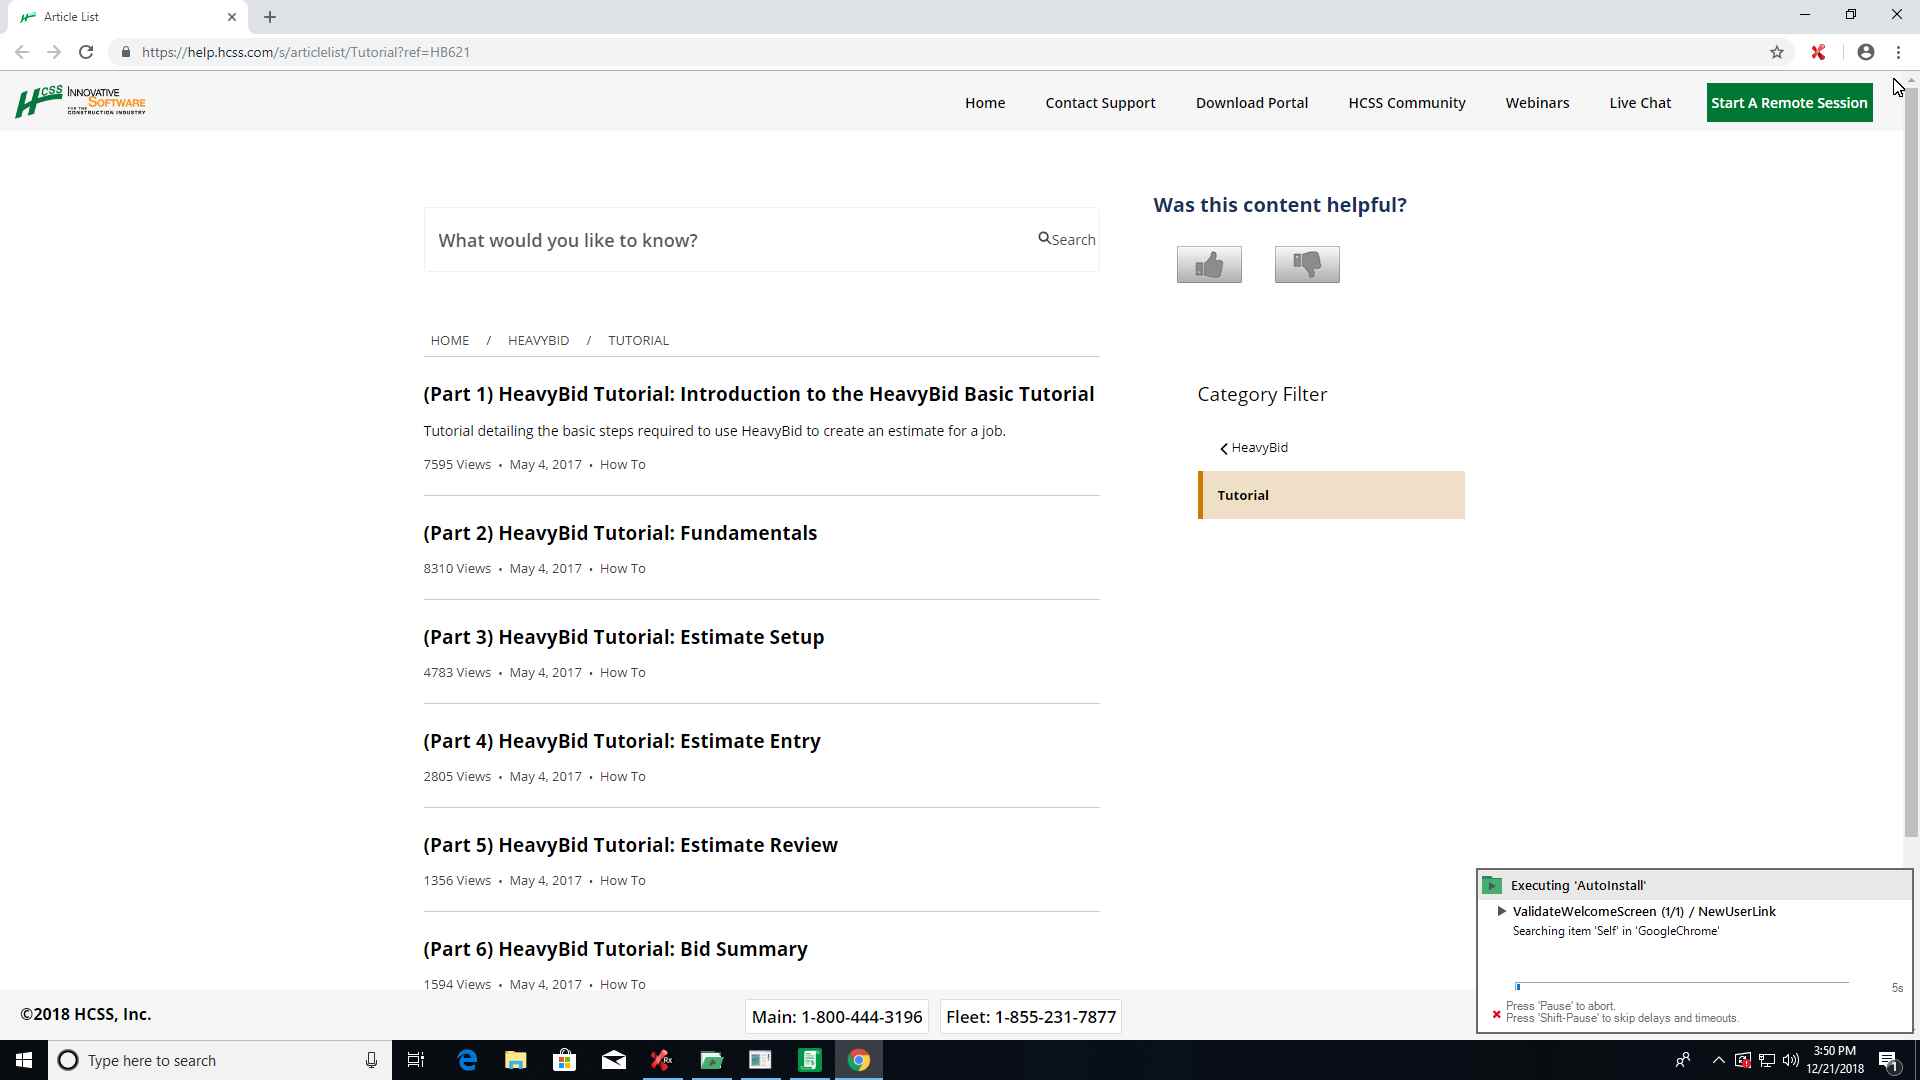 Article List
https://help.hcss.com/s/articlelist/Tutorial?ref=HB621
HCSS INNOVATIVE SOFTWARE FOR THE CONSTRUCTION INDUSTRY
Home Contact Support Download Portal HCSS Community Webinars Live Chat Start A Remote Session
Was this content helpful?
What would you like to know? Search
HOME / HEAVYBID / TUTORIAL
(Part 1) HeavyBid Tutorial: Introduction to the HeavyBid Basic Tutorial
Tutorial detailing the basic steps required to use HeavyBid to create an estimate for a job.
7595 Views • May 4, 2017 • How To
Category Filter
HeavyBid
Tutorial
(Part 2) HeavyBid Tutorial: Fundamentals
8310 Views • May 4, 2017 • How To
(Part 3) HeavyBid Tutorial: Estimate Setup
4783 Views • May 4, 2017 • How To
(Part 4) HeavyBid Tutorial: Estimate Entry
2805 Views • May 4, 2017 • How To
(Part 5) HeavyBid Tutorial: Estimate Review
1356 Views • May 4, 2017 • How To
(Part 6) HeavyBid Tutorial: Bid Summary
1594 Views • May 4, 2017 • How To
Executing 'AutoInstall'
ValidateWelcomeScreen (1/1) / NewUserLink
Searching item 'Self' in 'GoogleChrome'
5s
Press 'Pause' to abort.
Press 'Shift-Pause' to skip delays and timeouts.
©2018 HCSS, Inc.
Main: 1-800-444-3196 Fleet: 1-855-231-7877
Type here to search
3:50 PM
12/21/2018
1